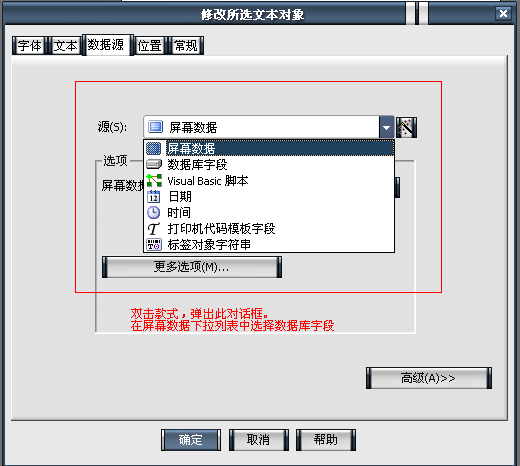 修改所选文本对象
字体 文本 数据源 位置 常规
源(S): 屏幕数据
屏幕数据
选项
数据库字段
屏幕数
Visual Basic 脚本
日期
12
时间
打印机代码模板字段
标签对象字符串
更多选项(M)...
双击款式，弹出此对话框。
在屏幕数据下拉列表中选择数据库字段
高级(A)>>
确定 取消 帮助